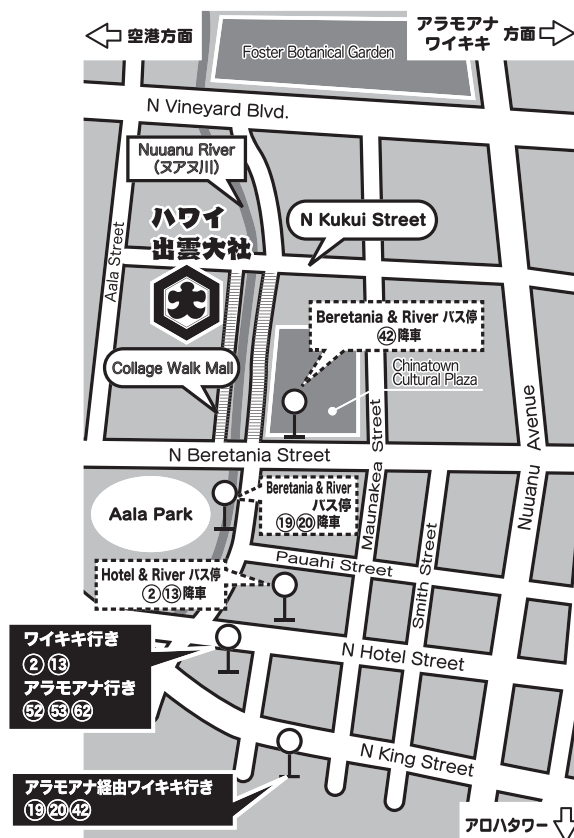 空港方面
アラモアナ
ワイキキ
方面
Foster Botanical Garden
N Vineyard Blvd.
Nuuanu River
(ヌアヌ川)
ハワイ
出雲大社
N Kukui Street
Aala Street
大
Beretania & River バス停
㊷降車
Collage Walk Mall
Chinatown
Cultural Plaza
Maunakea Street
Nuuanu Avenue
N Beretania Street
Aala Park
Beretania & River
バス停
⑲⑳降車
Pauahi Street
Smith Street
Hotel & River バス停
②⑬降車
ワイキキ行き
②⑬
アラモアナ行き
52 53 62
N Hotel Street
N King Street
アラモアナ経由ワイキキ行き
⑲⑳㊷
アロハタワー